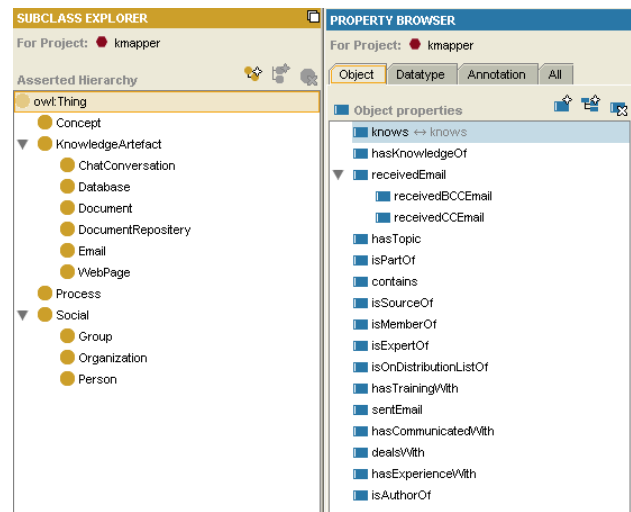 SUBCLASS EXPLORER
For Project: kmapper
Asserted Hierarchy
owl:Thing
Concept
KnowledgeArtefact
ChatConversation
Database
Document
DocumentRepositery
Email
WebPage
Process
Social
Group
Organization
Person
PROPERTY BROWSER
For Project: kmapper
Object Datatype Annotation All
Object properties
knows ↔ knows
hasKnowledgeOf
receivedEmail
receivedBCCEmail
receivedCCEmail
hasTopic
isPartOf
contains
isSourceOf
isMemberOf
isExpertOf
isOnDistributionListOf
hasTrainingWith
sentEmail
hasCommunicatedWith
dealsWith
hasExperienceWith
isAuthorOf